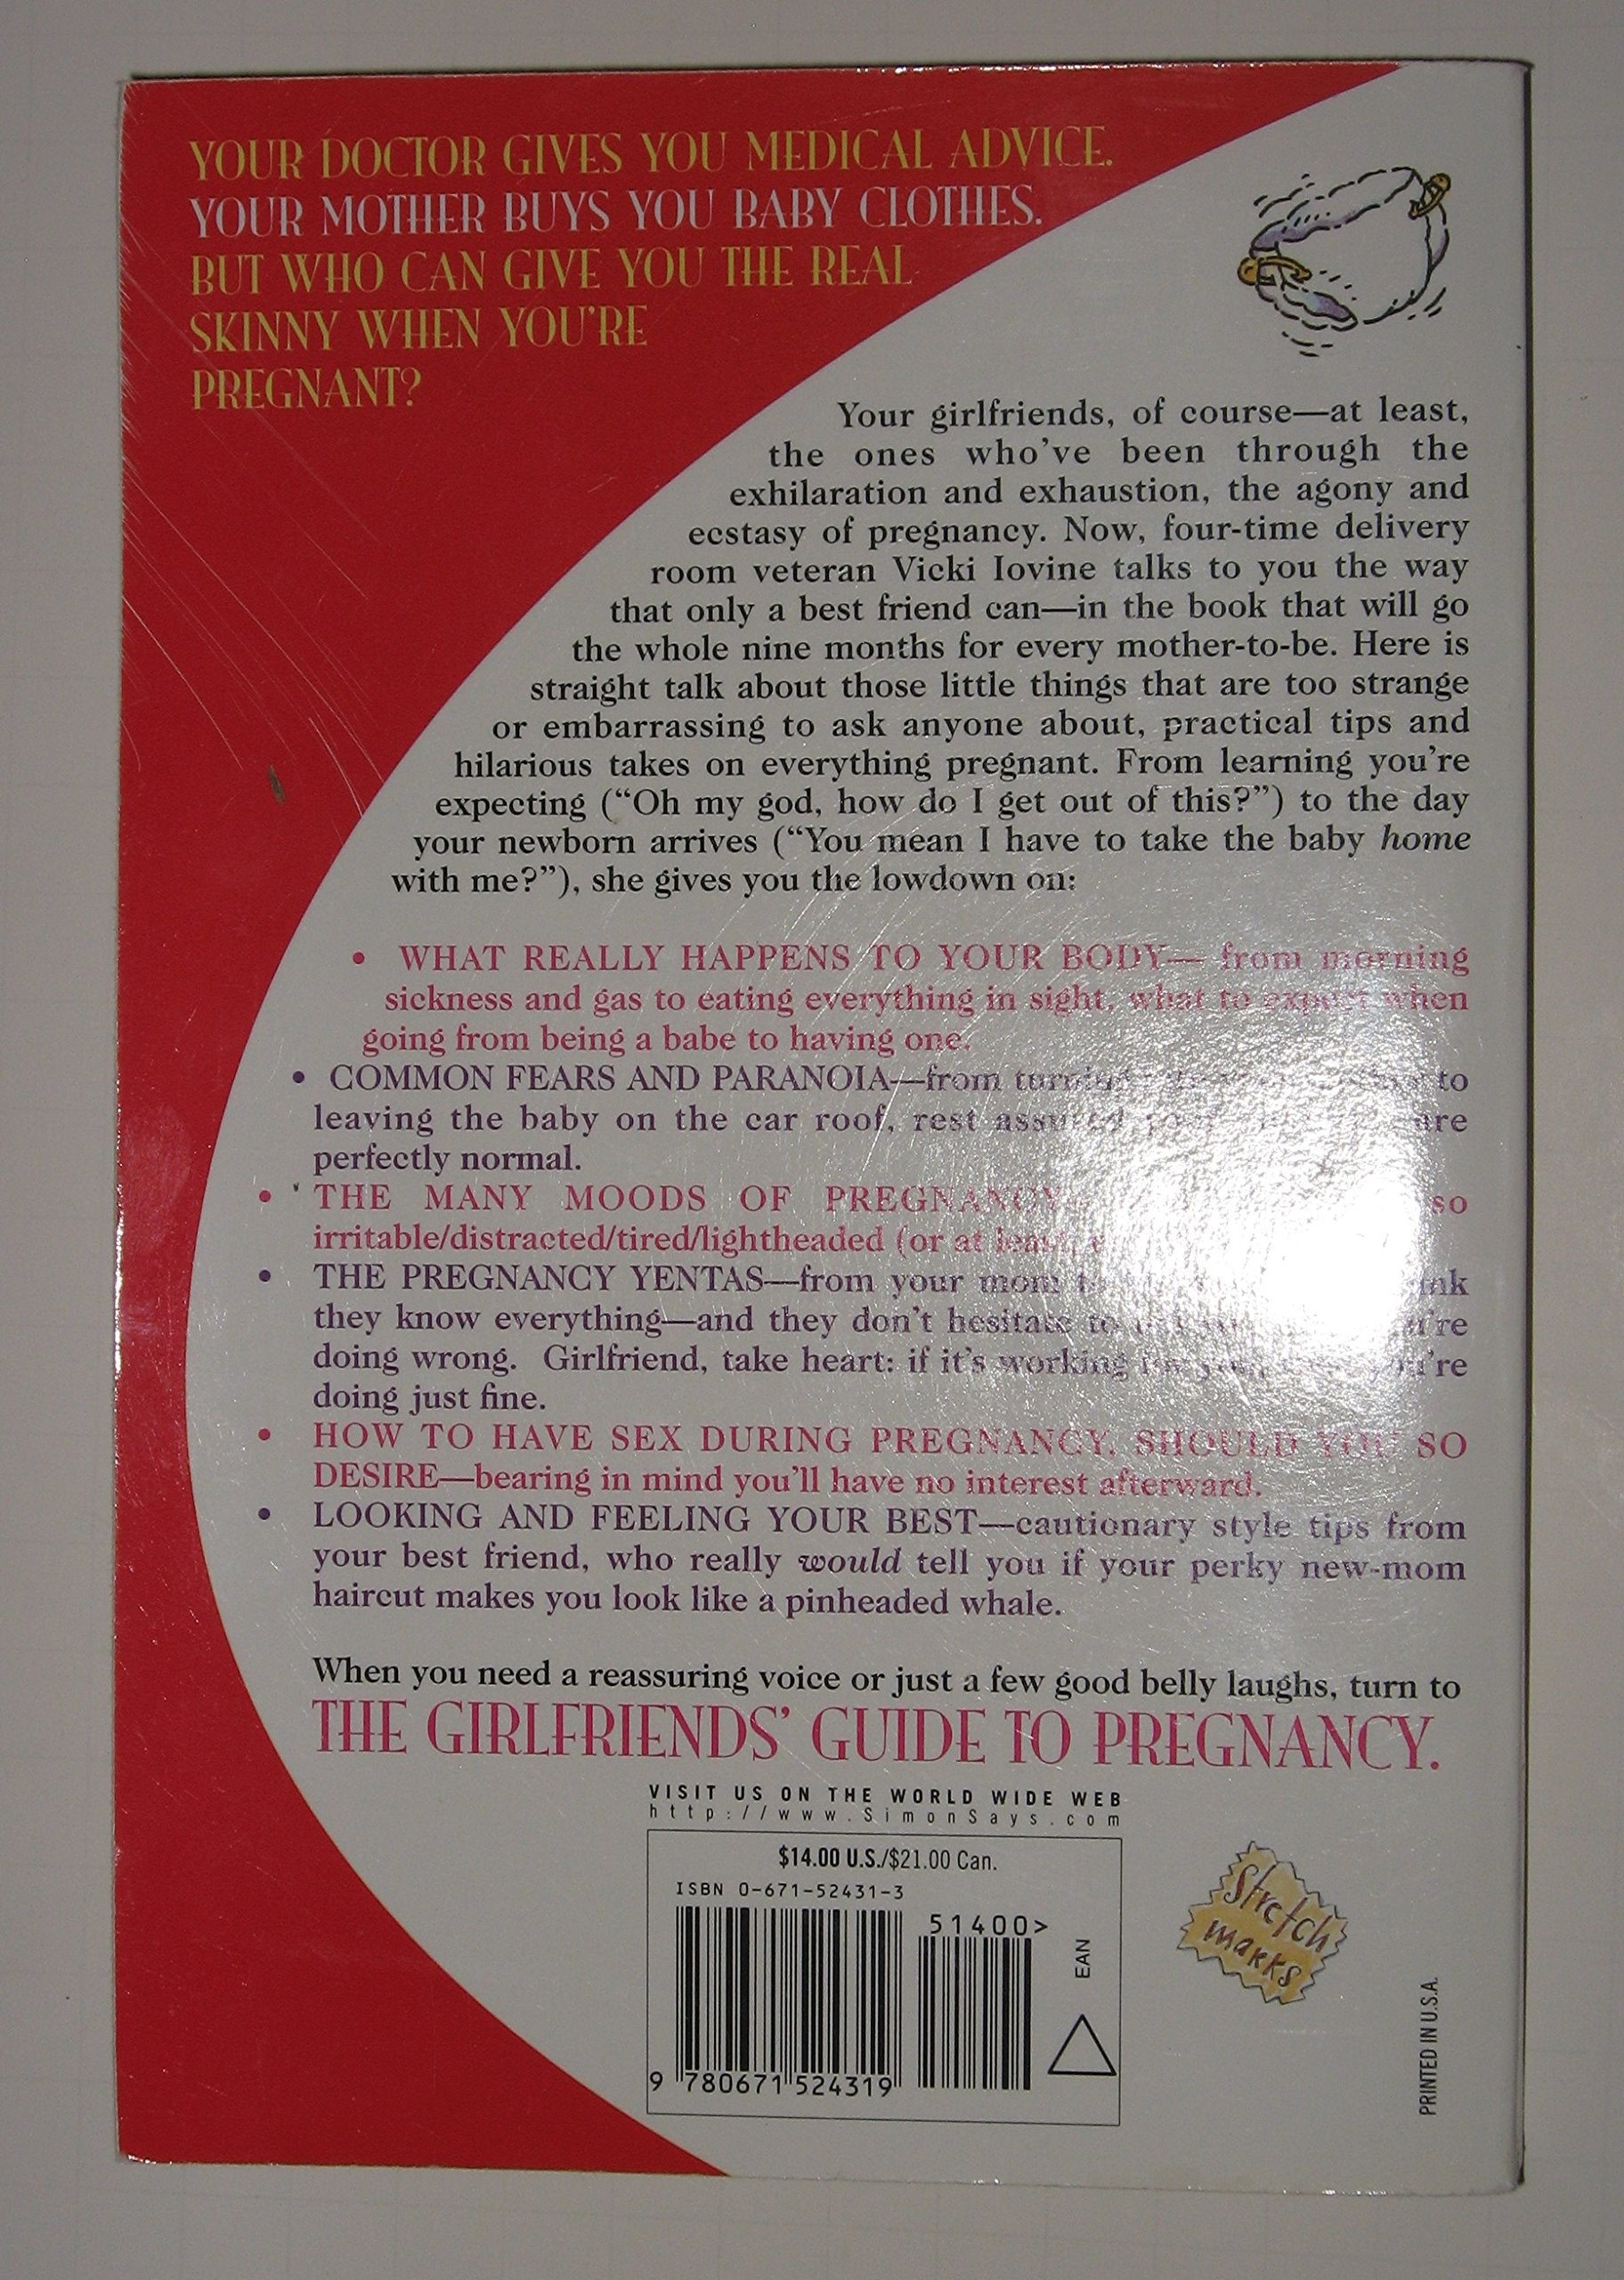 YOUR DOCTOR GIVES YOU MEDICAL ADVICE.
YOUR MOTHER BUYS YOU BABY CLOTHES.
BUT WHO CAN GIVE YOU THE REAL
SKINNY WHEN YOU'RE
PREGNANT?
Your girlfriends, of course—at least,
the ones who've been through the
exhilaration and exhaustion, the agony and
ecstasy of pregnancy. Now, four-time delivery
room veteran Vicki Iovine talks to you the way
that only a best friend can—in the book that will go
the whole nine months for every mother-to-be. Here is
straight talk about those little things that are too strange
or embarrassing to ask anyone about, practical tips and
hilarious takes on everything pregnant. From learning you're
expecting ("Oh my god, how do I get out of this?") to the day
your newborn arrives ("You mean I have to take the baby home
with me?"), she gives you the lowdown on:
• WHAT REALLY HAPPENS TO YOUR BODY— from morning
sickness and gas to eating everything in sight, what to expect when
going from being a babe to having one.
• COMMON FEARS AND PARANOIA—from turning to
leaving the baby on the car roof, rest assured are
perfectly normal.
• THE MANY MOODS OF PREGNANCY so
irritable/distracted/tired/lightheaded (or at least
• THE PREGNANCY YENTAS—from your mom
they know everything—and they don't hesitate to
doing wrong. Girlfriend, take heart: if it's working you're
doing just fine.
• HOW TO HAVE SEX DURING PREGNANCY, SHOULD YOU SO
DESIRE—bearing in mind you'll have no interest afterward.
• LOOKING AND FEELING YOUR BEST—cautionary style tips from
your best friend, who really would tell you if your perky new-mom
haircut makes you look like a pinheaded whale.
When you need a reassuring voice or just a few good belly laughs, turn to
THE GIRLFRIENDS' GUIDE TO PREGNANCY.
VISIT US ON THE WORLD WIDE WEB
http://www.SimonSays.com
$14.00 U.S./$21.00 Can.
ISBN 0-671-52431-3
51400>
EAN
9 780671 524319
Stretch
marks
PRINTED IN U.S.A.